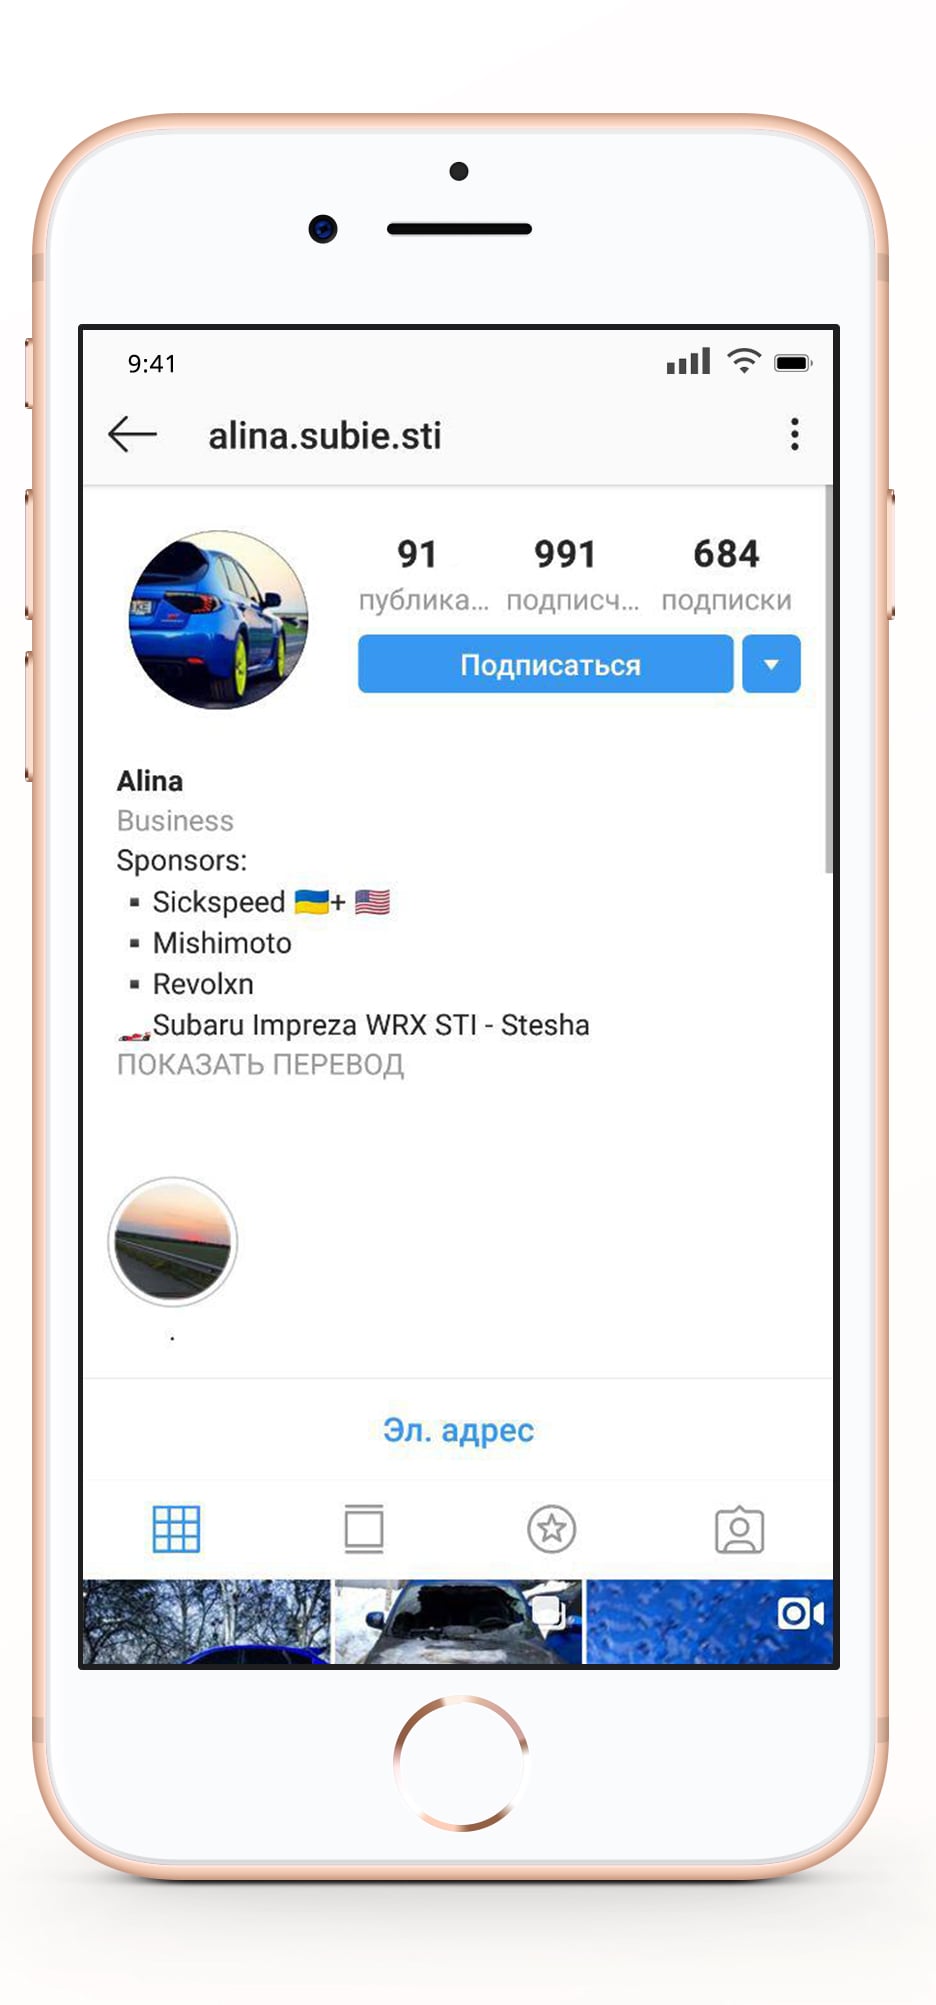 9:41
alina.subie.sti
91 991 684
публика... подписч... подписки
Подписаться
Alina
Business
Sponsors:
▪ Sickspeed 🇺🇦+ 🇺🇸
▪ Mishimoto
▪ Revolxn
🏎Subaru Impreza WRX STI - Stesha
ПОКАЗАТЬ ПЕРЕВОД
.
Эл. адрес